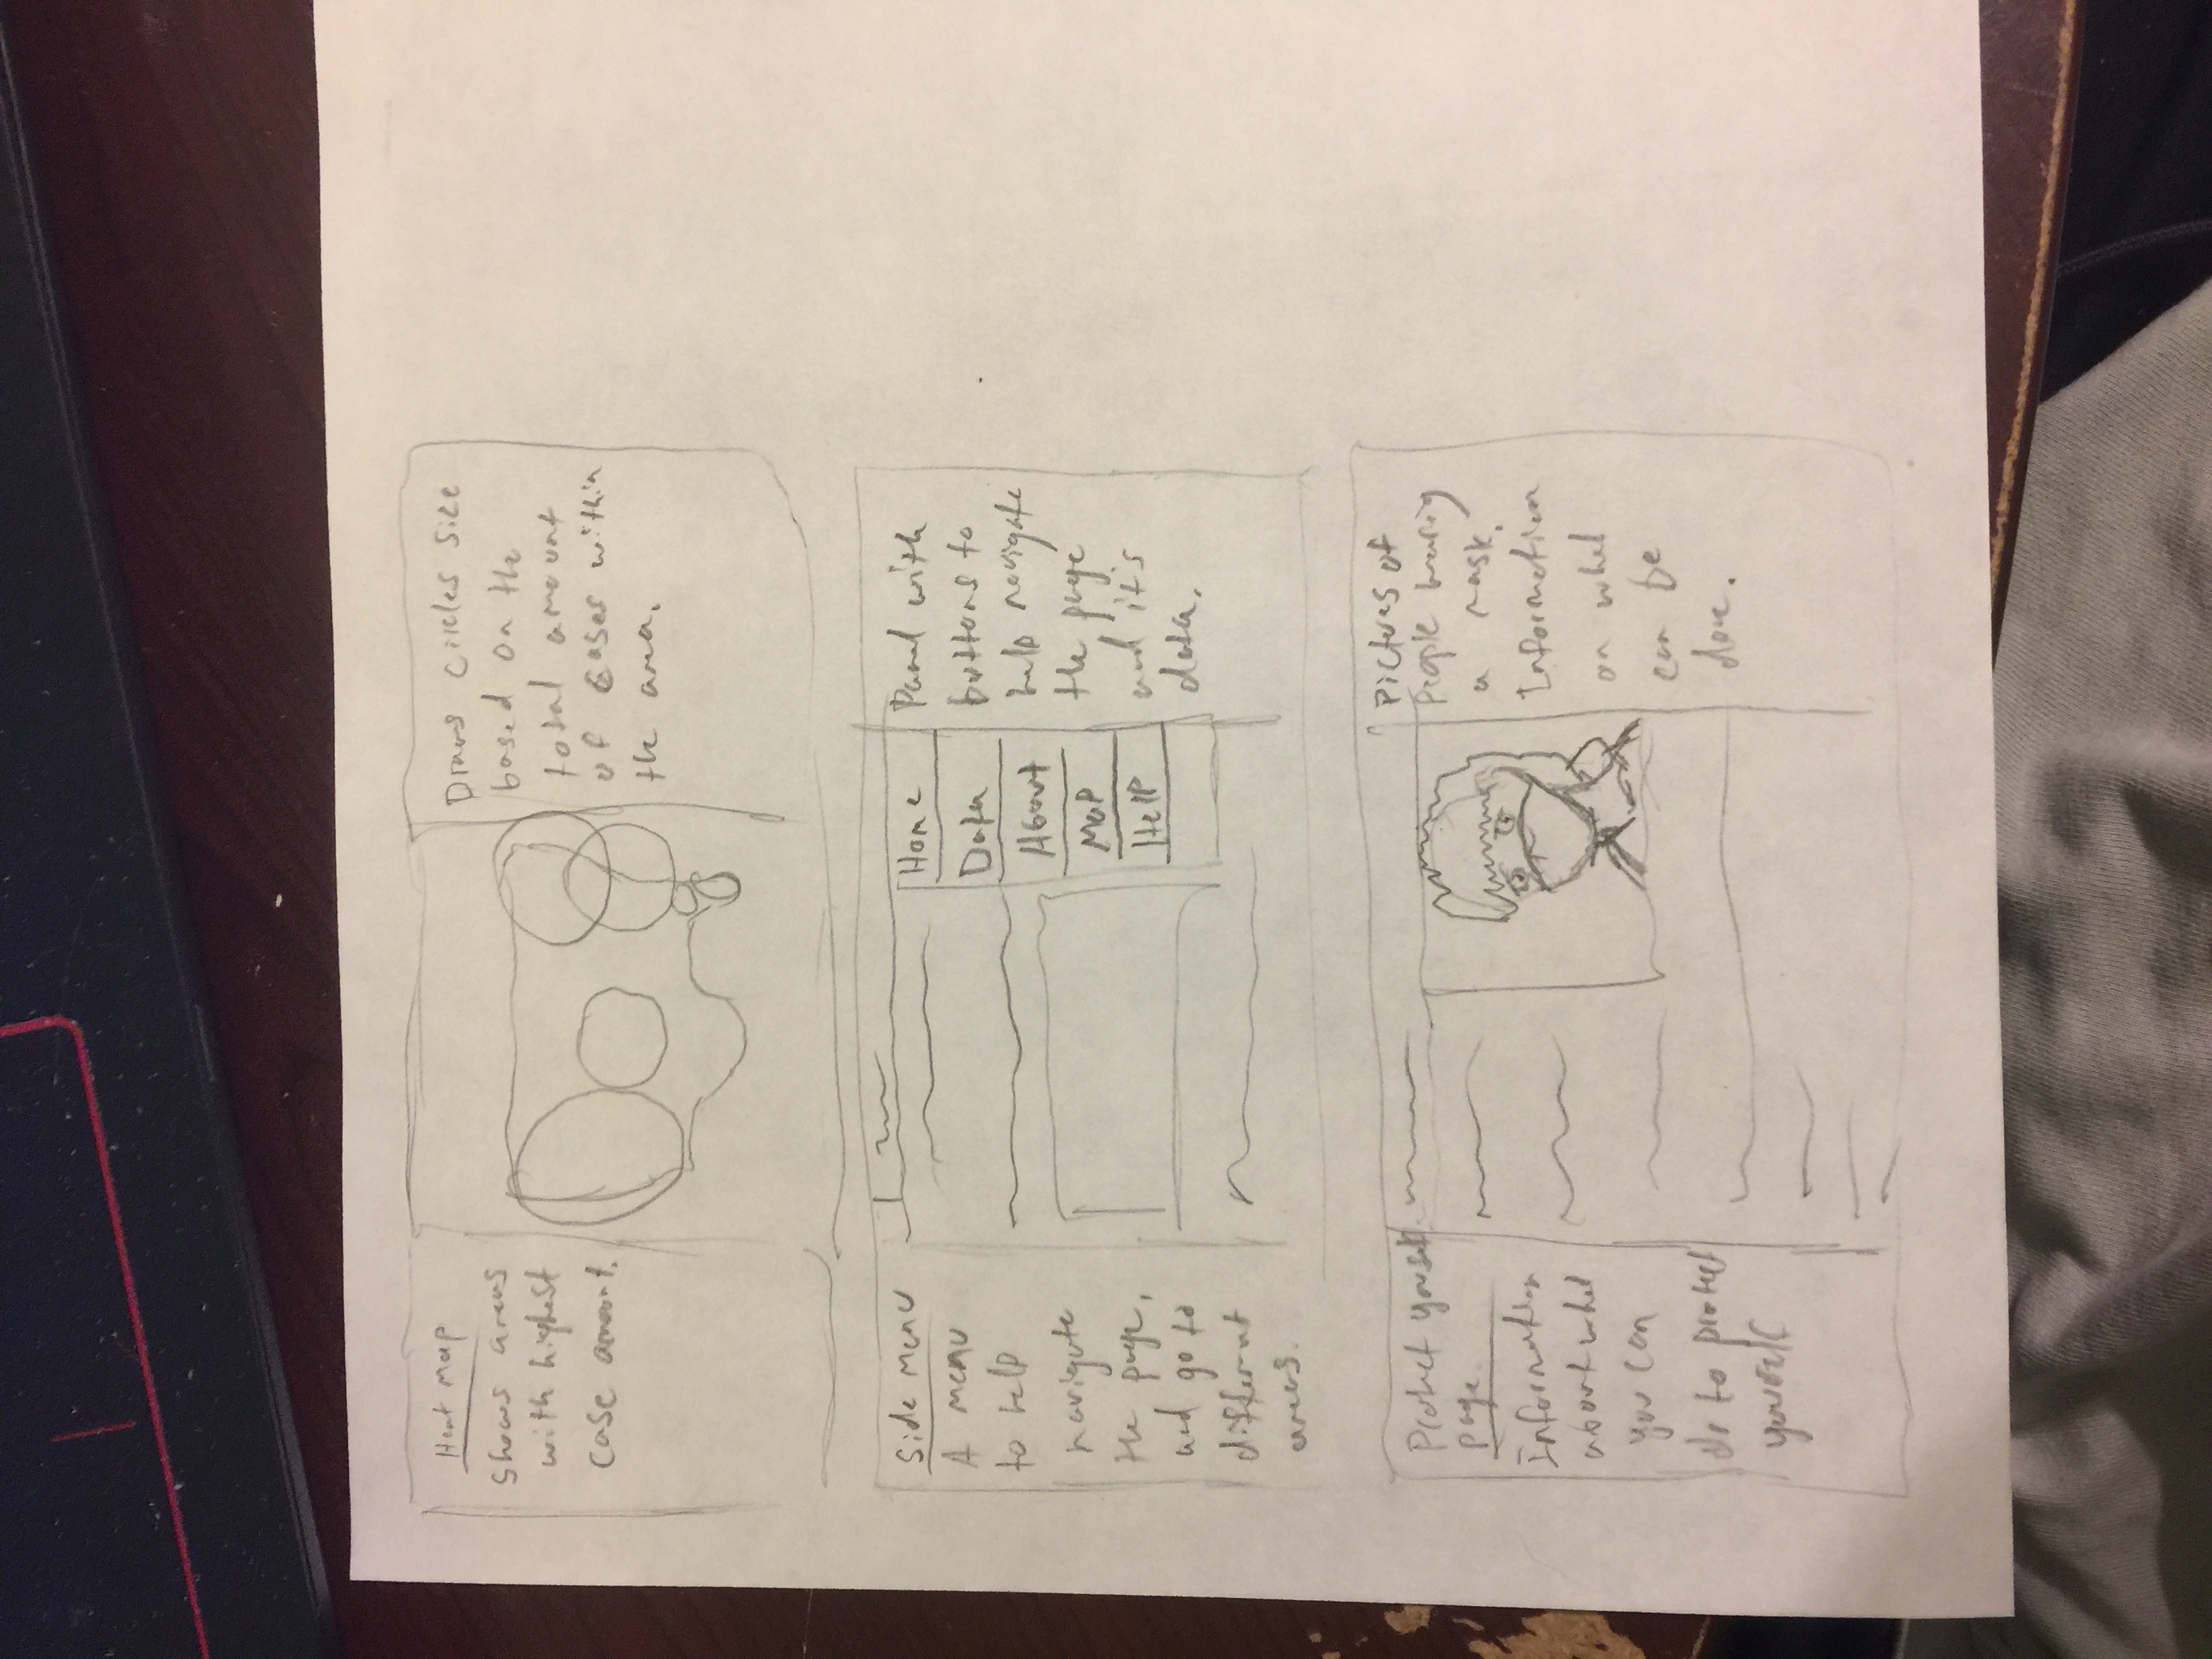 Heat Map
Shows areas
with highest
case amount.
Draws circles size
based on the
total amount
of cases within
the area.
Side menu
A menu
to help
navigate
the page,
and go to
different
areas.
Home
Data
About
Map
Help
Panel with
buttons to
help navigate
the page
and it's
data.
Protect yourself
page
Information
about what
you can
do to protect
yourself
Pictures of
People wearing
a mask.
Information
on what
can be
done.